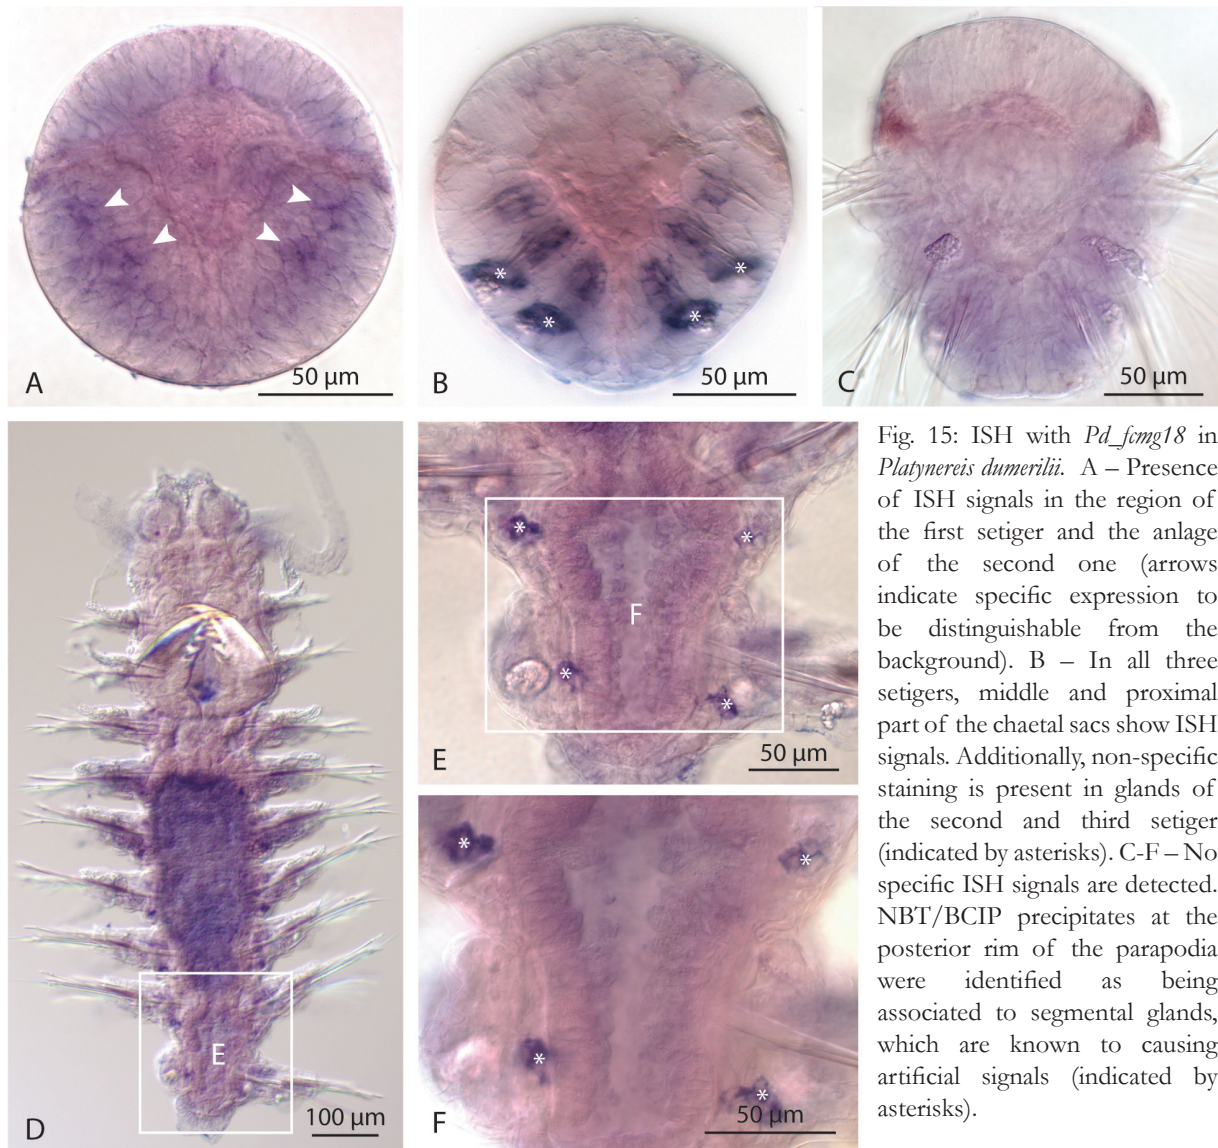 A
50 µm
*
*
*
*
B
50 µm
C
50 µm
E
D
100 µm
*
*
F
*
*
E
50 µm
*
*
*
*
F
50 µm
Fig. 15: ISH with Pd_fcmg18 in
Platynereis dumerilii. A – Presence
of ISH signals in the region of
the first setiger and the anlage
of the second one (arrows
indicate specific expression to
be distinguishable from the
background). B – In all three
setigers, middle and proximal
part of the chaetal sacs show ISH
signals. Additionally, non-specific
staining is present in glands of
the second and third setiger
(indicated by asterisks). C-F – No
specific ISH signals are detected.
NBT/BCIP precipitates at the
posterior rim of the parapodia
were identified as being
associated to segmental glands,
which are known to causing
artificial signals (indicated by
asterisks).